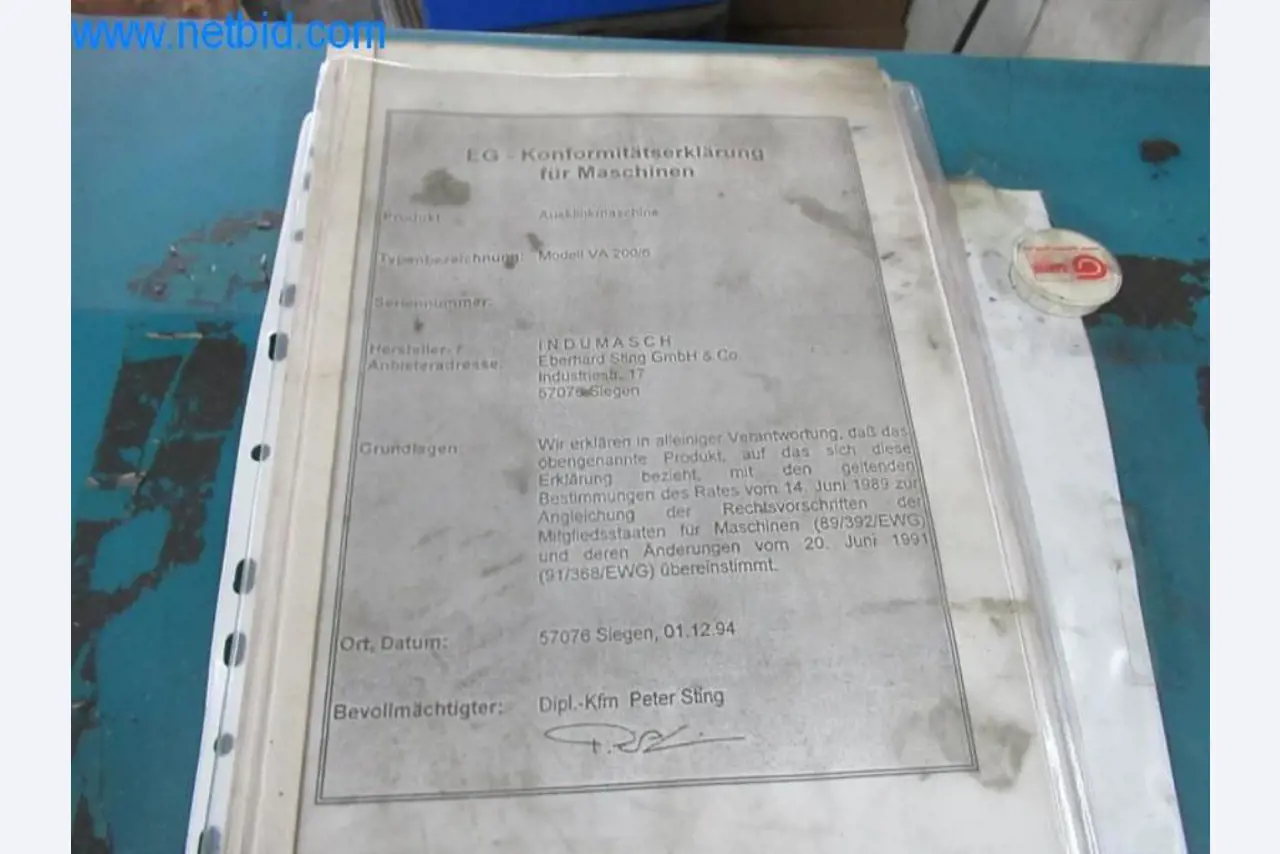 www.netbid.com
EG - Konformitätserklärung
für Maschinen
Produkt Ausklinkmaschine
Typenbezeichnung: Modell VA 200/6
Seriennummer:
Hersteller- / INDUMASCH
Anbieteradresse: Eberhard Sting GmbH & Co
Industriestr. 17
57076 Siegen
Grundlagen: Wir erklären in alleiniger Verantwortung, daß das
obengenannte Produkt, auf das sich diese
Erklärung bezieht, mit den geltenden
Bestimmungen des Rates vom 14. Juni 1989 zur
Angleichung der Rechtsvorschriften der
Mitgliedsstaaten für Maschinen (89/392/EWG)
und deren Änderungen vom 20. Juni 1991
(91/368/EWG) übereinstimmt.
Ort, Datum: 57076 Siegen, 01.12.94
Bevollmächtigter: Dipl.-Kfm Peter Sting